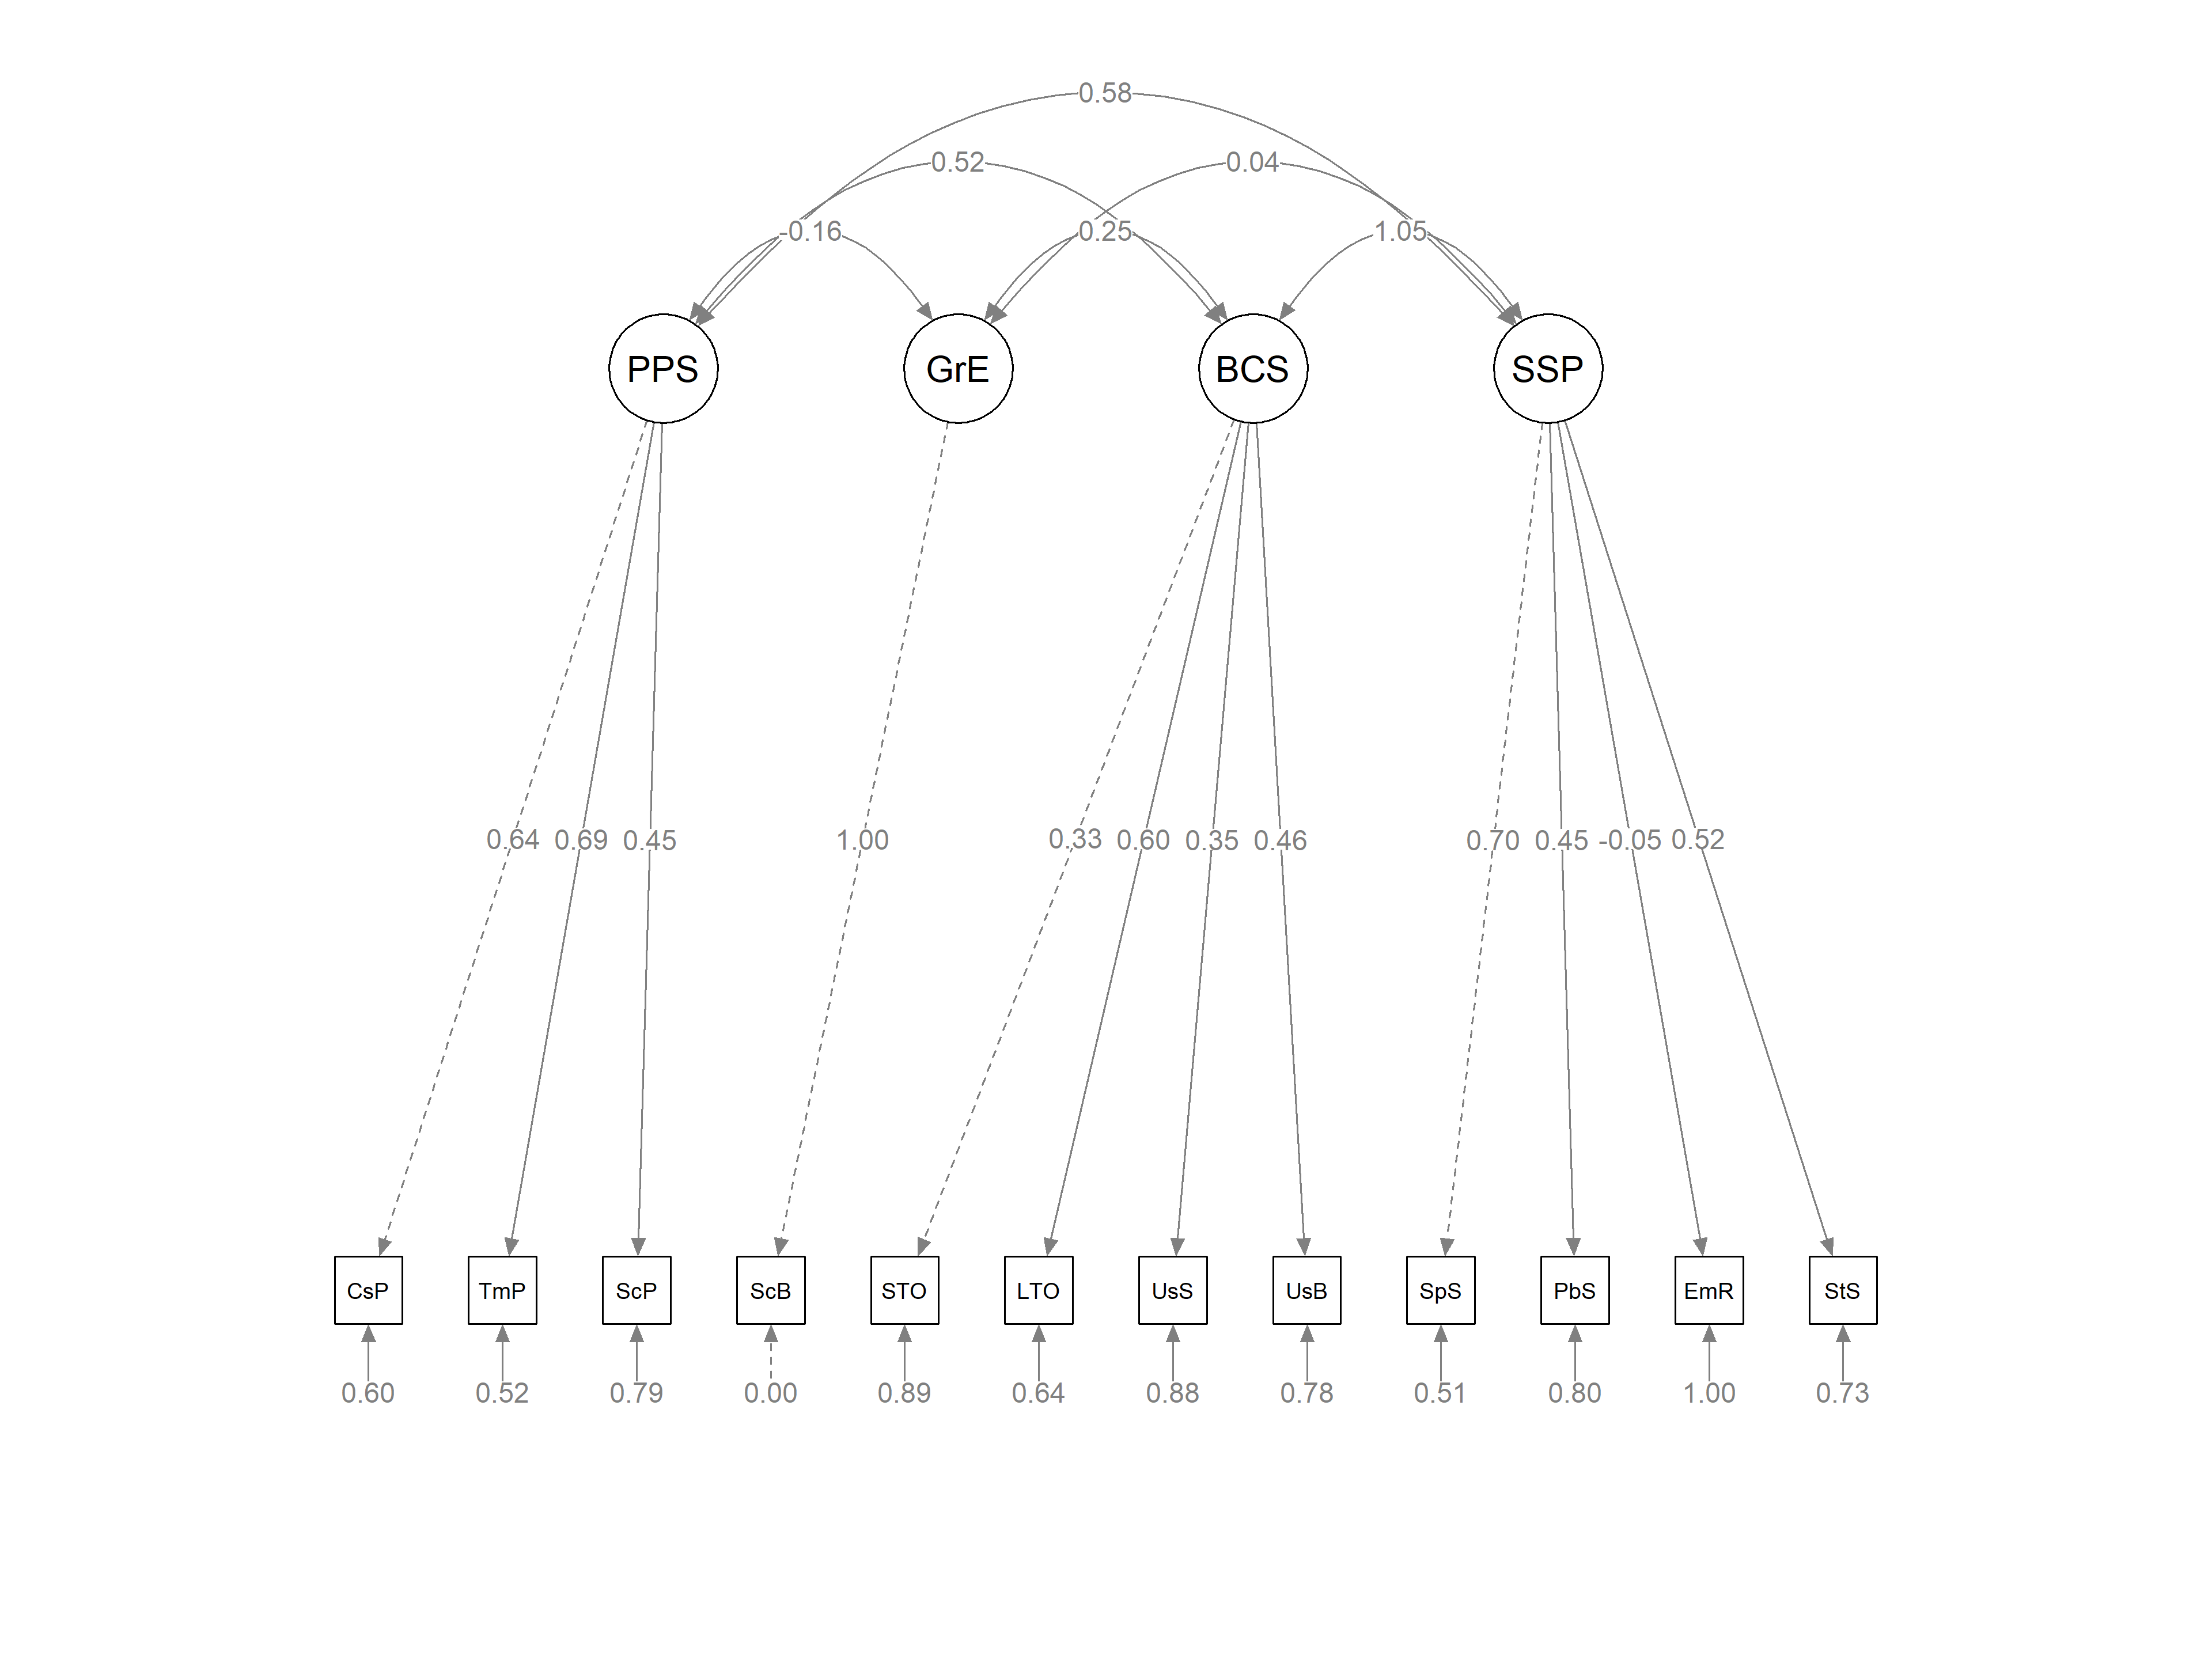 0.58
0.52 0.04
-0.16 0.25 1.05
PPS GrE BCS SSP
0.64 0.69 0.45 1.00 0.33 0.60 0.35 0.46 0.70 0.45 -0.05 0.52
CsP TmP ScP ScB STO LTO UsS UsB SpS PbS EmR StS
0.60 0.52 0.79 0.00 0.89 0.64 0.88 0.78 0.51 0.80 1.00 0.73